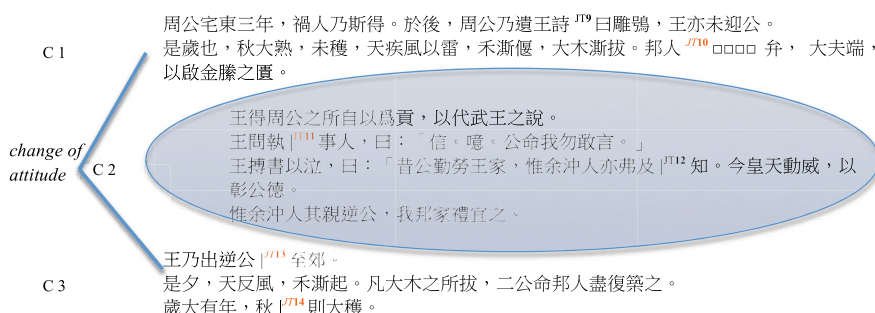 周公宅東三年，禍人乃斯得。於後，周公乃遺王詩 JT9 曰雕鴞，王亦未迎公。
C 1
是歲也，秋大熟，未穫，天疾風以雷，禾澌偃，大木澌拔。邦人 JT10 □□□□ 弁， 大夫端，
以啟金縢之匱。
王得周公之所自以爲貢，以代武王之說。
王問執 |JT11 事人，曰：「信。噫。公命我勿敢言。」
change of attitude
C 2
王搏書以泣，曰：「昔公勤勞王家，惟余沖人亦弗及 |JT12 知。今皇天動威，以
彰公德。
惟余沖人其親逆公，我邦家禮宜之。
王乃出逆公 |JT13 至郊。
C 3
是夕，天反風，禾澌起。凡大木之所拔，二公命邦人盡復築之。
歲大有年，秋 |JT14 則大穫。